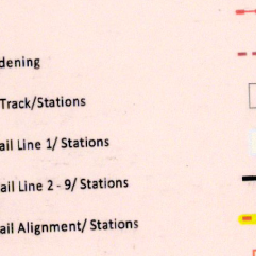 dening
Track/Stations
ail Line 1/ Stations
ail Line 2 - 9/ Stations
ail Alignment/ Stations